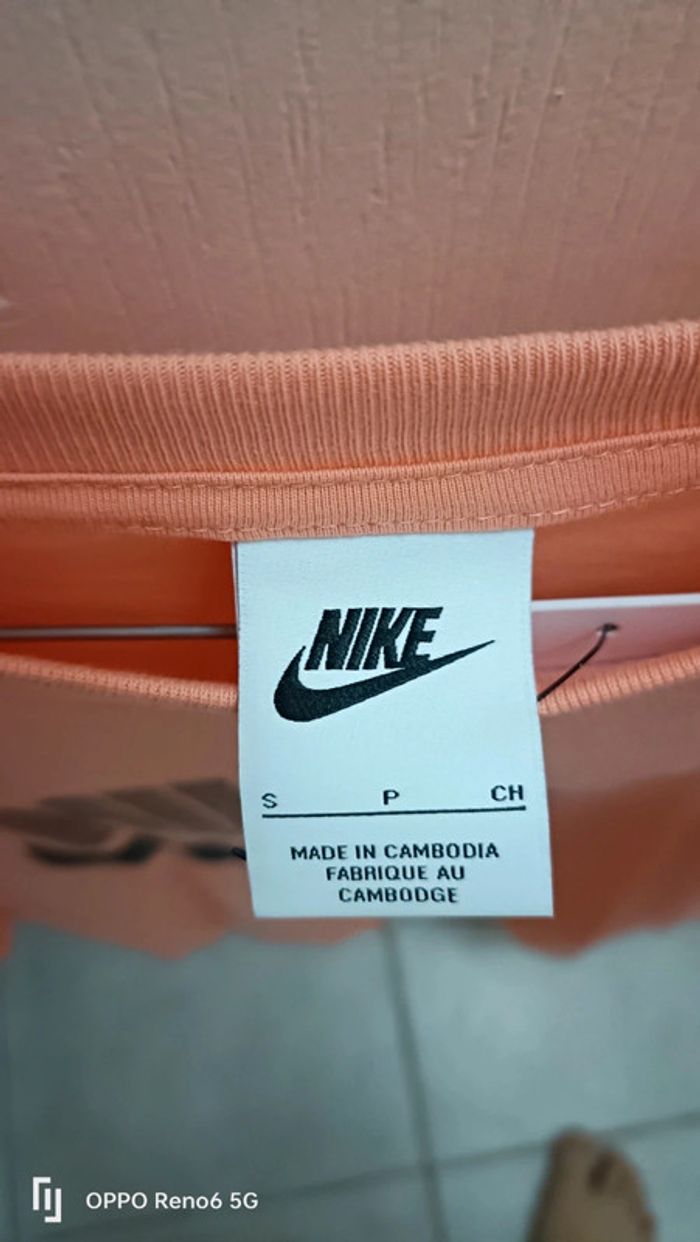 NIKE
S P CH
MADE IN CAMBODIA
FABRIQUE AU
CAMBODGE
OPPO Reno6 5G